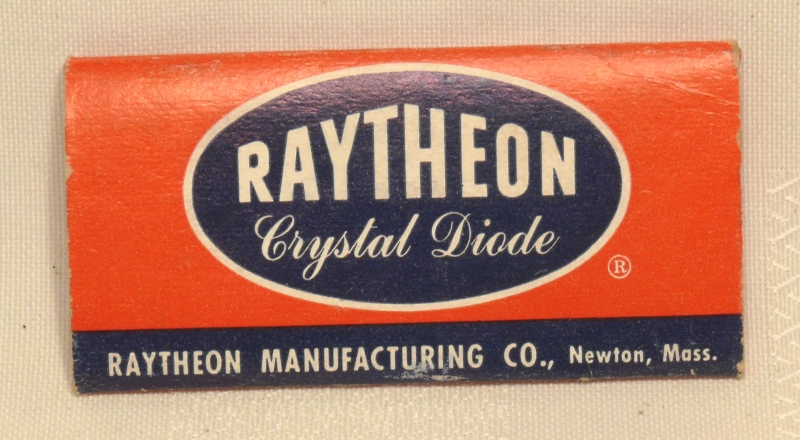 RAYTHEON
Crystal Diode
®
RAYTHEON MANUFACTURING CO., Newton, Mass.